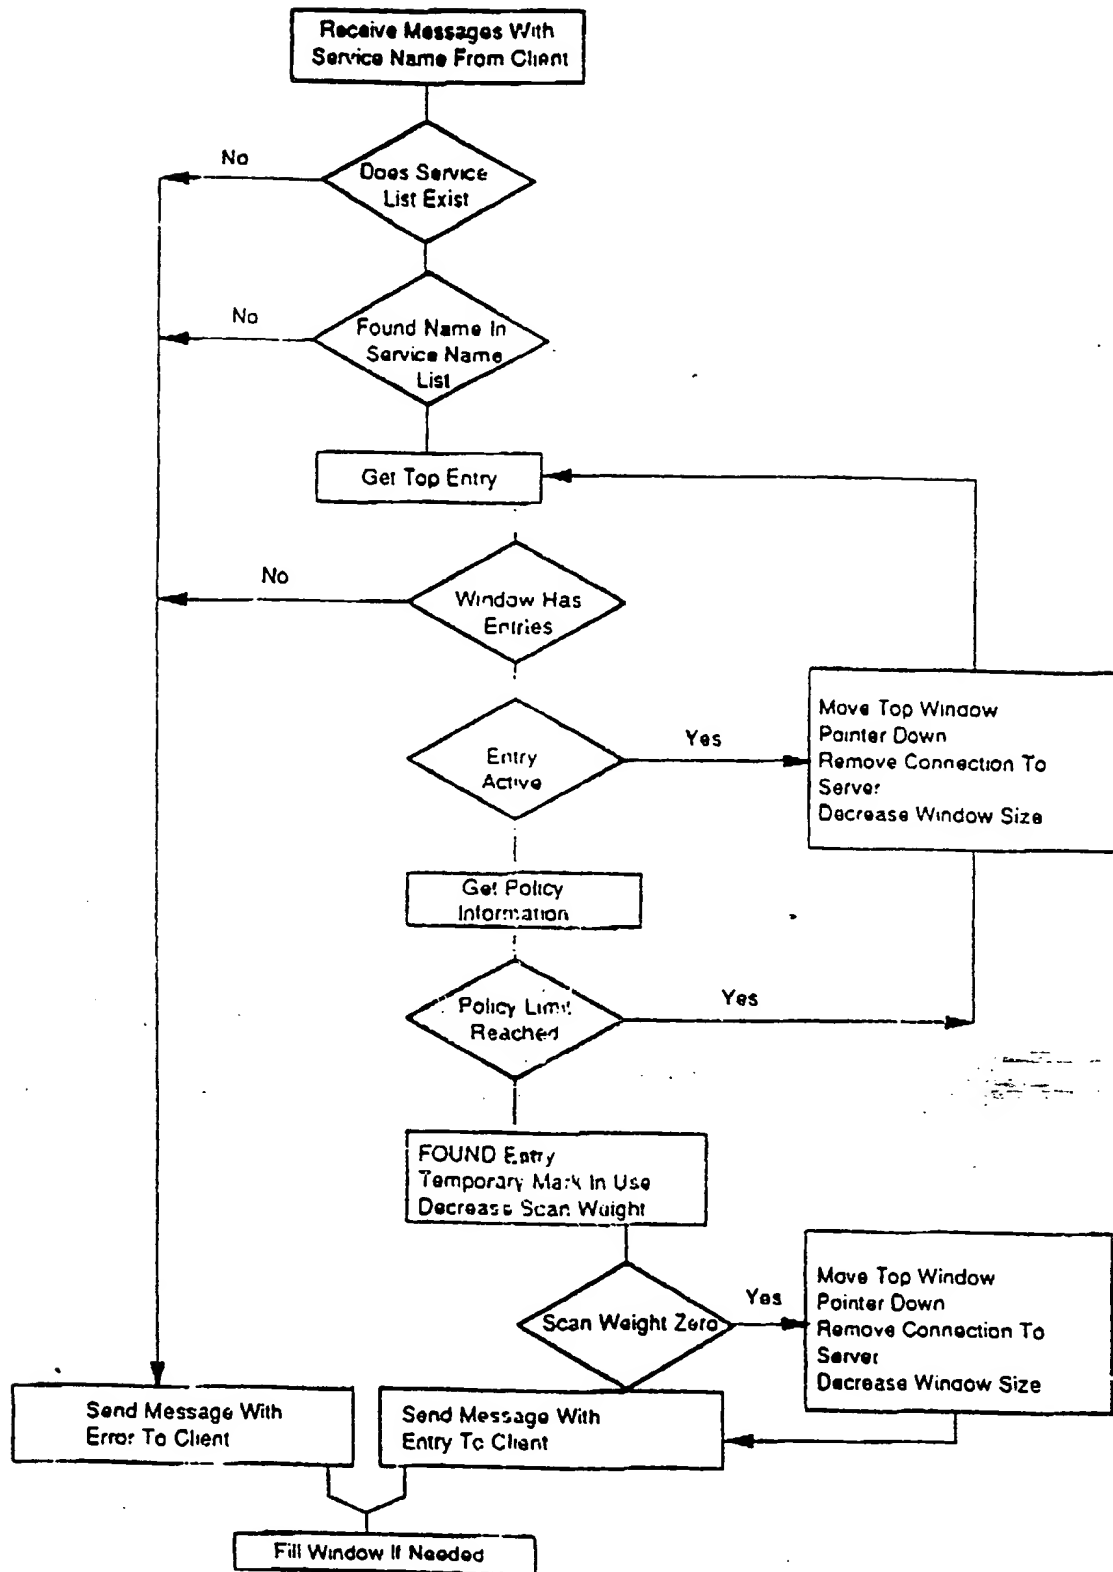 Receive Messages With
Service Name From Client
Does Service
List Exist
No
Found Name In
Service Name
List
No
Get Top Entry
Window Has
Entries
No
Entry
Active
Yes
Move Top Window
Pointer Down
Remove Connection To
Server
Decrease Window Size
Get Policy
Information
Policy Limit
Reached
Yes
FOUND Entry
Temporary Mark In Use
Decrease Scan Weight
Scan Weight Zero
Yes
Move Top Window
Pointer Down
Remove Connection To
Server
Decrease Window Size
Send Message With
Error To Client
Send Message With
Entry To Client
Fill Window If Needed